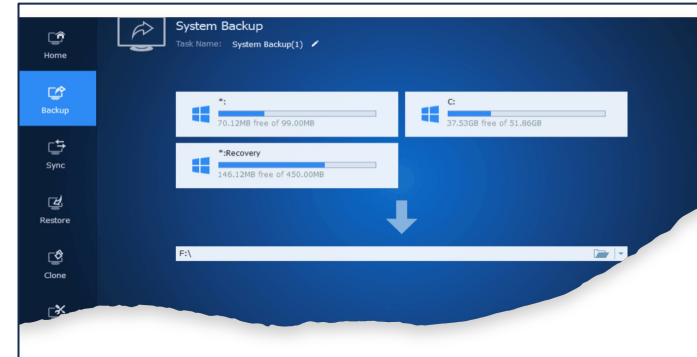 System Backup
Task Name: System Backup(1)
Home
Backup
Sync
Restore
Clone
*:
70.12MB free of 99.00MB
C:
37.53GB free of 51.86GB
*:Recovery
146.12MB free of 450.00MB
F:\